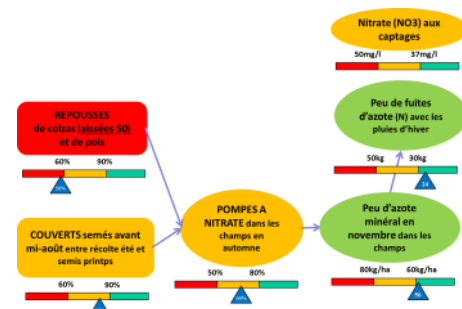 Nitrate (NO3) aux
captages
50mg/l 37mg/l
REPOUSSES
de colzas laissées 50j
et de pois
60% 90%
50%
Peu de fuites
d'azote (N) avec les
pluies d'hiver
50kg 30kg
34
COUVERTS semés avant
mi-août entre récolte été et
semis printps
60% 90%
POMPES A
NITRATE dans les
champs en
automne
50% 80%
Peu d'azote
minéral en
novembre dans les
champs
80kg/ha 60kg/ha
56